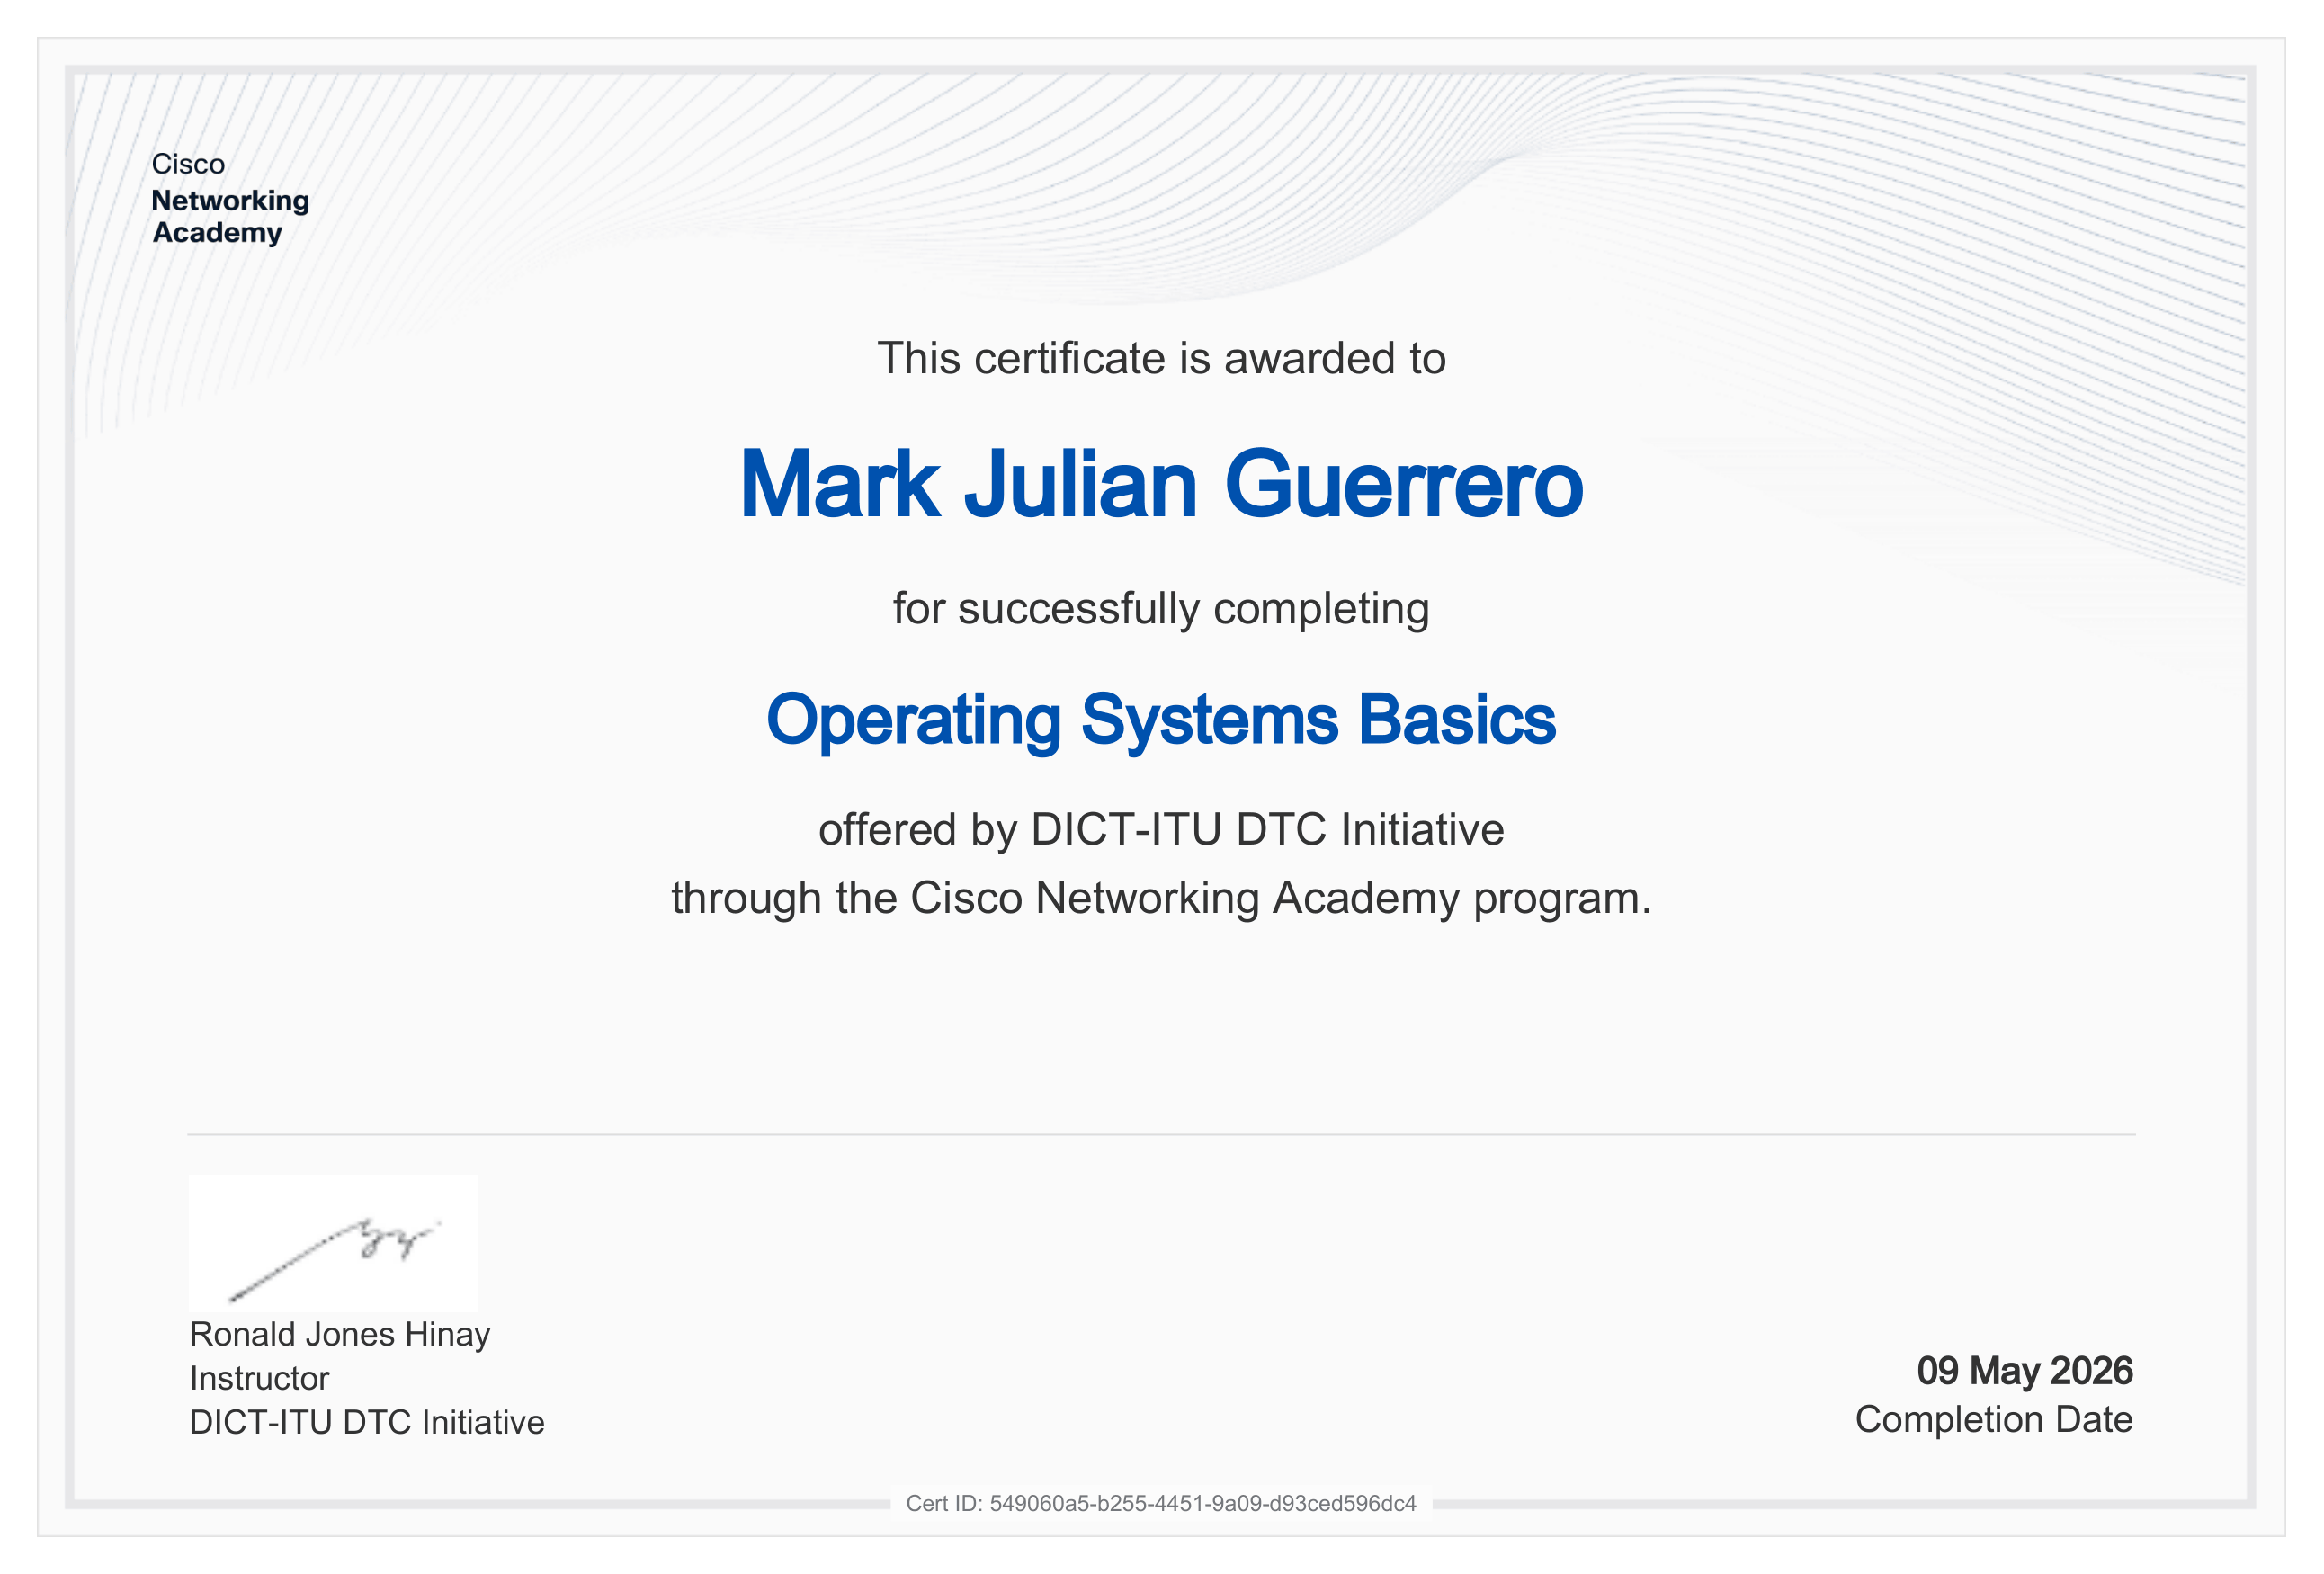 Cisco
Networking
Academy
This certificate is awarded to
Mark Julian Guerrero
for successfully completing
Operating Systems Basics
offered by DICT-ITU DTC Initiative
through the Cisco Networking Academy program.
Ronald Jones Hinay
Instructor
DICT-ITU DTC Initiative
09 May 2026
Completion Date
Cert ID: 549060a5-b255-4451-9a09-d93ced596dc4